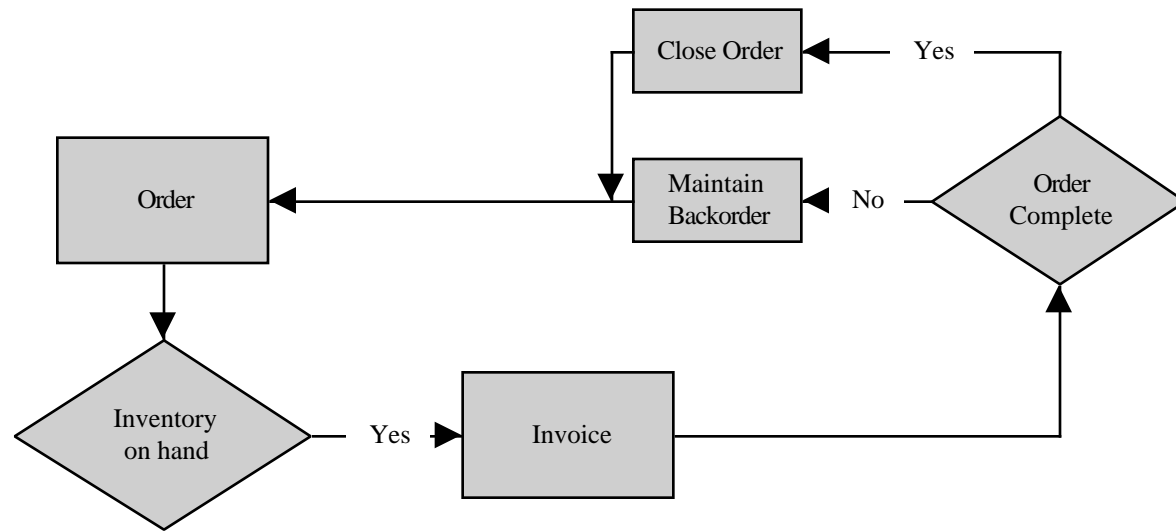 Close Order
Yes
Order
Maintain
Backorder
No
Order
Complete
Inventory
on hand
Yes
Invoice